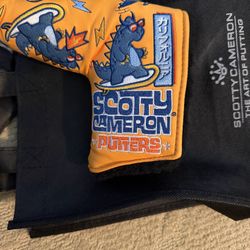 カリフォルニア
SCOTTY
CAMERON
PUTTERS
SCOTTY CAMERON
THE ART OF PUTTING